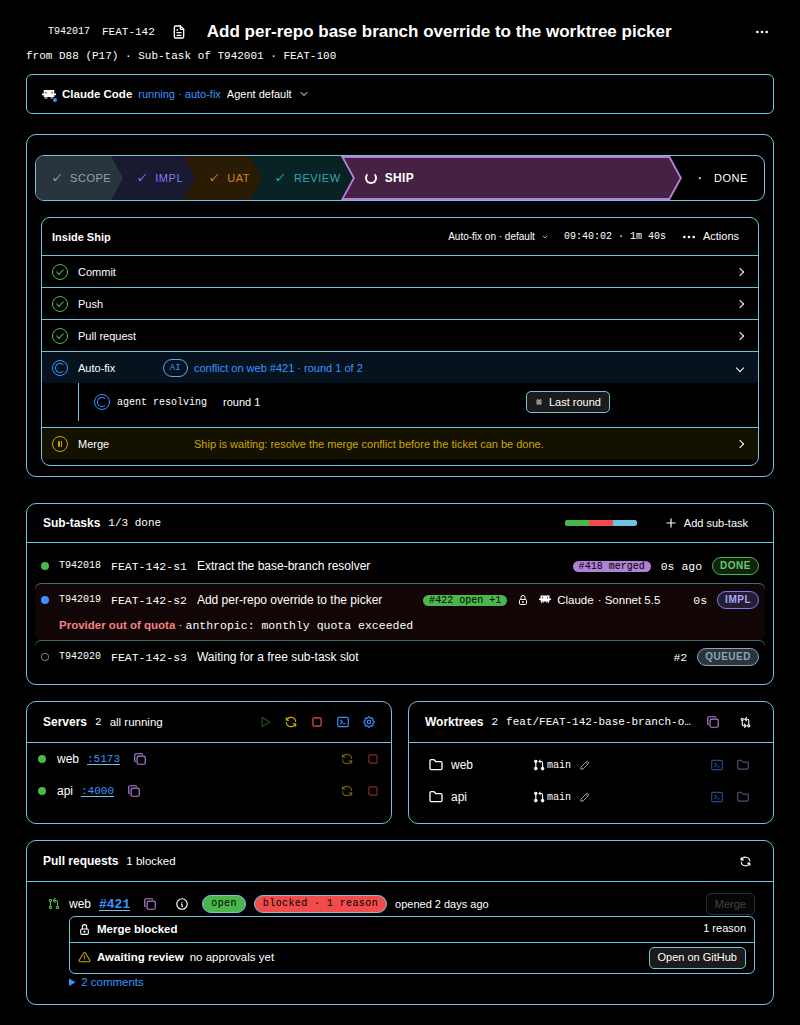 T942017 FEAT-142 Add per-repo base branch override to the worktree picker
from D88 (P17) · Sub-task of T942001 · FEAT-100
Claude Code running · auto-fix Agent default
SCOPE IMPL UAT REVIEW SHIP · DONE
Inside Ship Auto-fix on · default 09:40:02 · 1m 40s Actions
Commit
Push
Pull request
Auto-fix AI conflict on web #421 · round 1 of 2
agent resolving round 1 Last round
Merge Ship is waiting: resolve the merge conflict before the ticket can be done.
Sub-tasks 1/3 done Add sub-task
T942018 FEAT-142-s1 Extract the base-branch resolver #418 merged 0s ago DONE
T942019 FEAT-142-s2 Add per-repo override to the picker #422 open +1 Claude · Sonnet 5.5 0s IMPL
Provider out of quota · anthropic: monthly quota exceeded
T942020 FEAT-142-s3 Waiting for a free sub-task slot #2 QUEUED
Servers 2 all running
web :5173
api :4000
Worktrees 2 feat/FEAT-142-base-branch-o…
web main
api main
Pull requests 1 blocked
web #421 open blocked · 1 reason opened 2 days ago Merge
Merge blocked 1 reason
Awaiting review no approvals yet Open on GitHub
2 comments